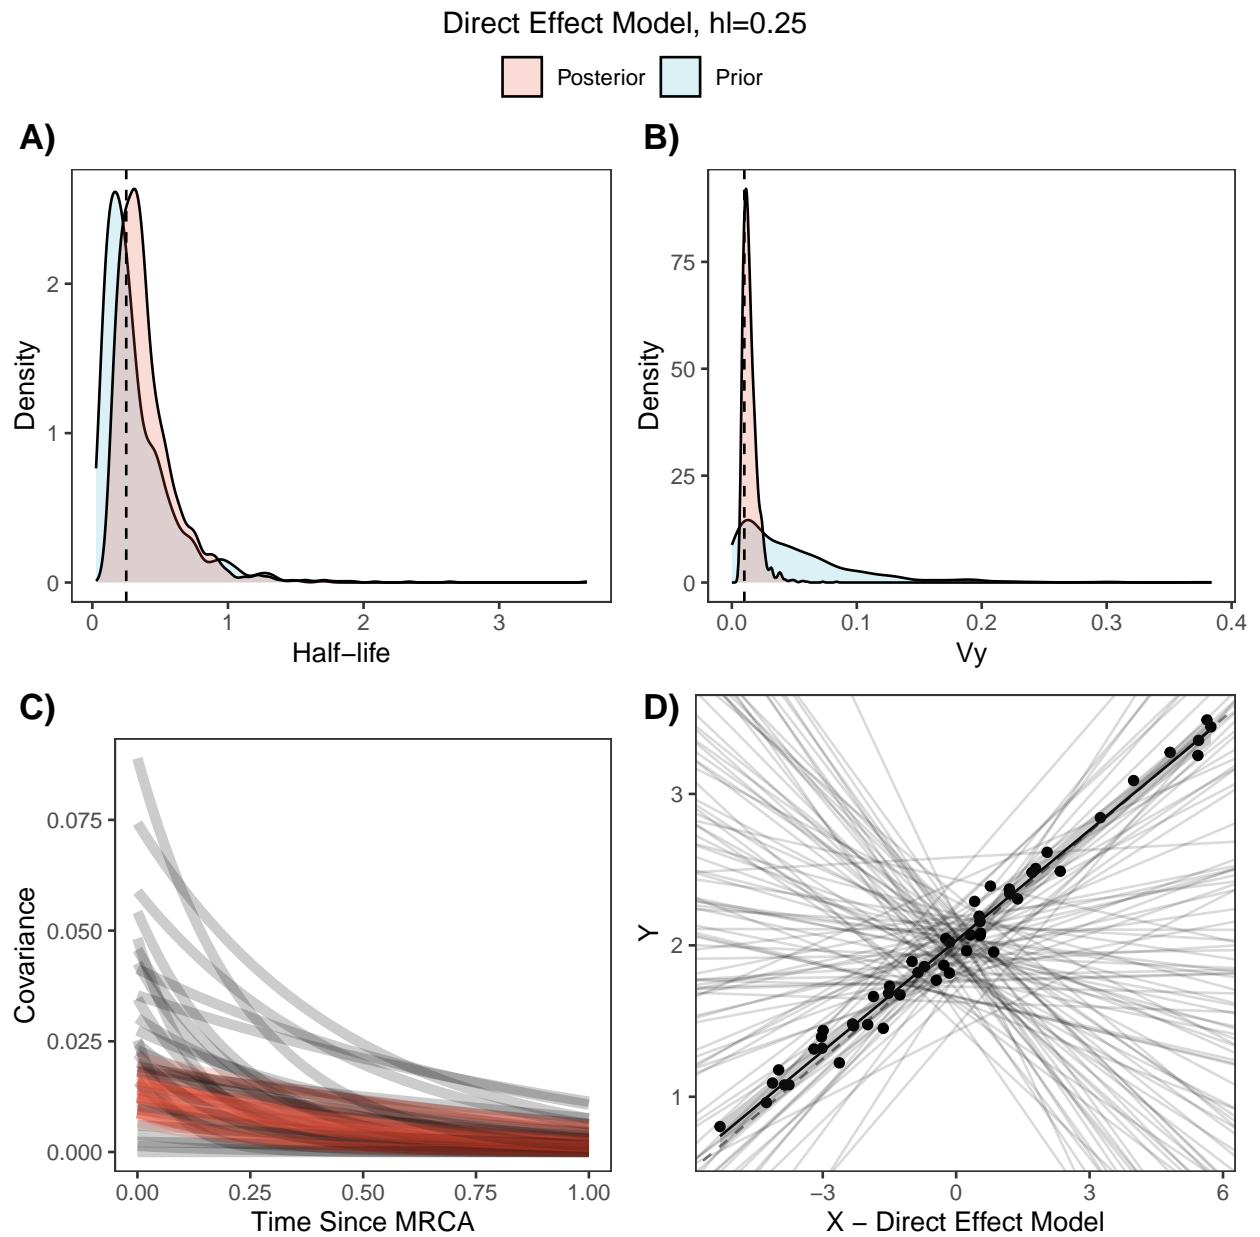 Direct Effect Model, hl=0.25
Posterior Prior
A)
B)
Density
2
1
0
0 1 2 3
Half−life
Density
75
50
25
0
0.0 0.1 0.2 0.3 0.4
Vy
C)
D)
Covariance
0.075
0.050
0.025
0.000
0.00 0.25 0.50 0.75 1.00
Time Since MRCA
Y
3
2
1
−3 0 3 6
X − Direct Effect Model